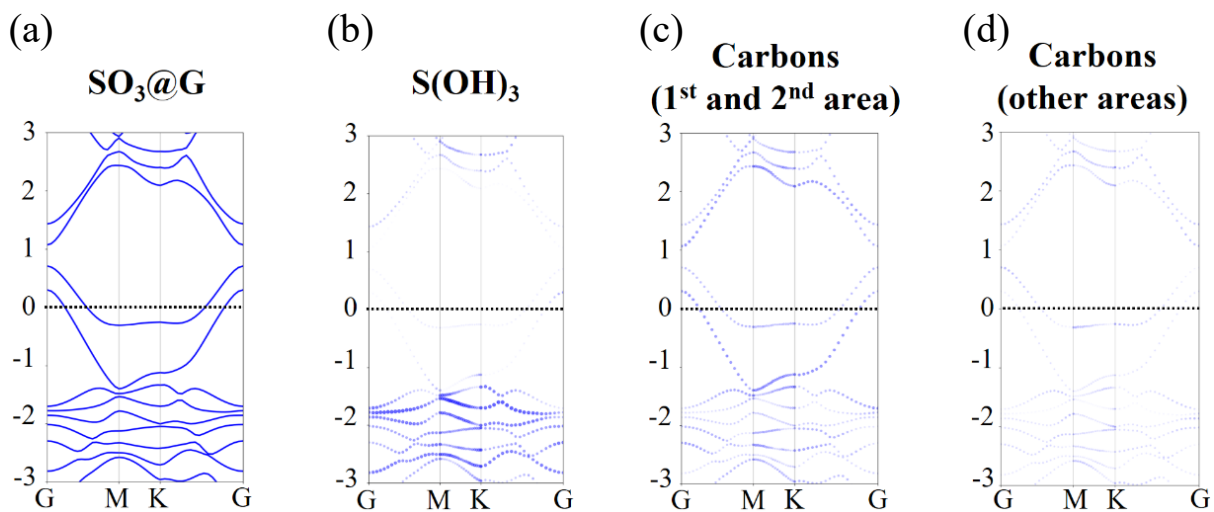 (a)
SO₃@G
3
2
1
0
-1
-2
-3
G M K G
(b)
S(OH)₃
3
2
1
0
-1
-2
-3
G M K G
(c)
Carbons
(1ˢᵗ and 2ⁿᵈ area)
3
2
1
0
-1
-2
-3
G M K G
(d)
Carbons
(other areas)
3
2
1
0
-1
-2
-3
G M K G